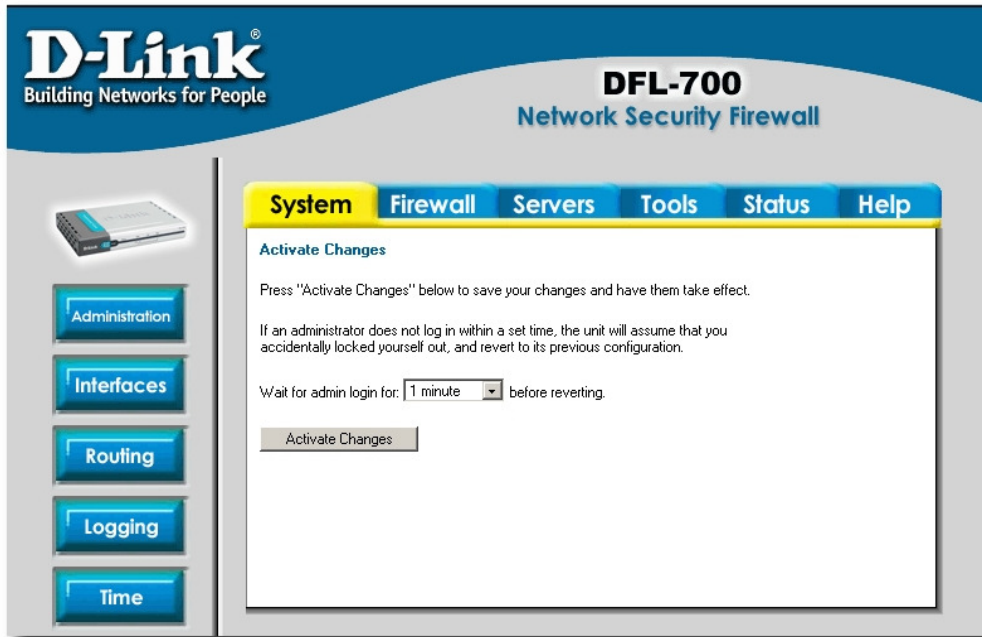 D-Link®
Building Networks for People
DFL-700
Network Security Firewall
System Firewall Servers Tools Status Help
Activate Changes
Press "Activate Changes" below to save your changes and have them take effect.
If an administrator does not log in within a set time, the unit will assume that you
accidentally locked yourself out, and revert to its previous configuration.
Wait for admin login for: 1 minute before reverting.
Activate Changes
Administration
Interfaces
Routing
Logging
Time